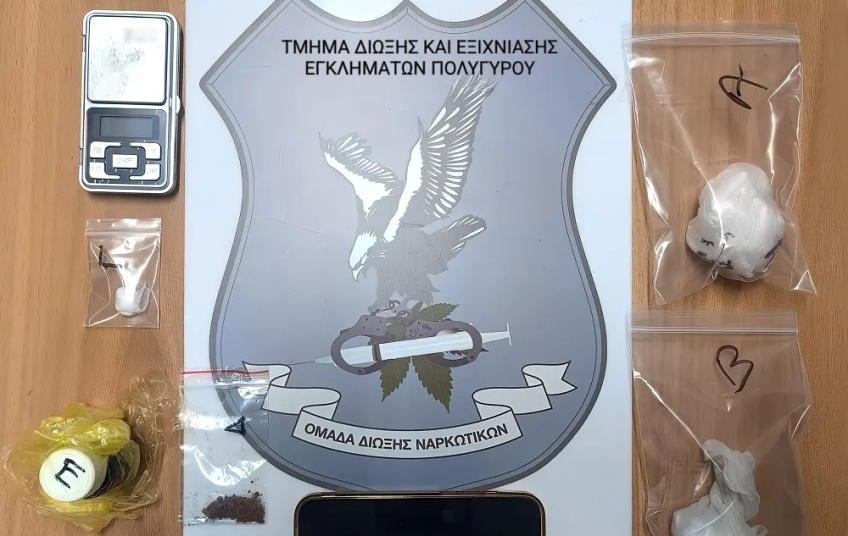 ΤΜΗΜΑ ΔΙΩΞΗΣ ΚΑΙ ΕΞΙΧΝΙΑΣΗΣ
ΕΓΚΛΗΜΑΤΩΝ ΠΟΛΥΓΥΡΟΥ
Α
Γ
Β
Δ
ΟΜΑΔΑ ΔΙΩΞΗΣ ΝΑΡΚΩΤΙΚΩΝ
Ε